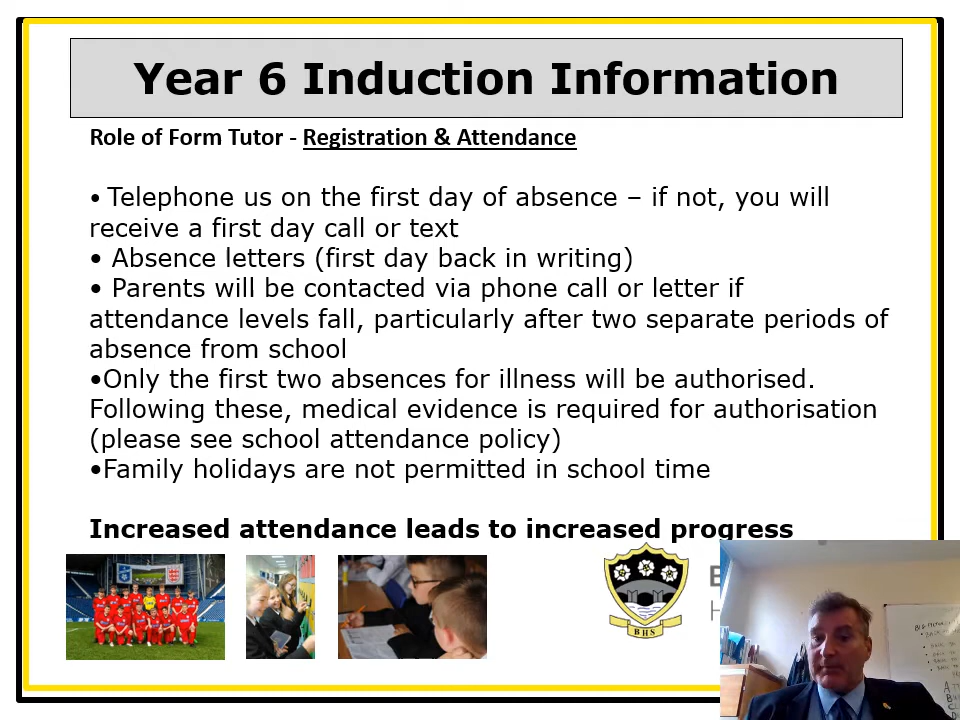 Year 6 Induction Information
Role of Form Tutor - Registration & Attendance
• Telephone us on the first day of absence – if not, you will
receive a first day call or text
• Absence letters (first day back in writing)
• Parents will be contacted via phone call or letter if
attendance levels fall, particularly after two separate periods of
absence from school
•Only the first two absences for illness will be authorised.
Following these, medical evidence is required for authorisation
(please see school attendance policy)
•Family holidays are not permitted in school time
Increased attendance leads to increased progress
B H S